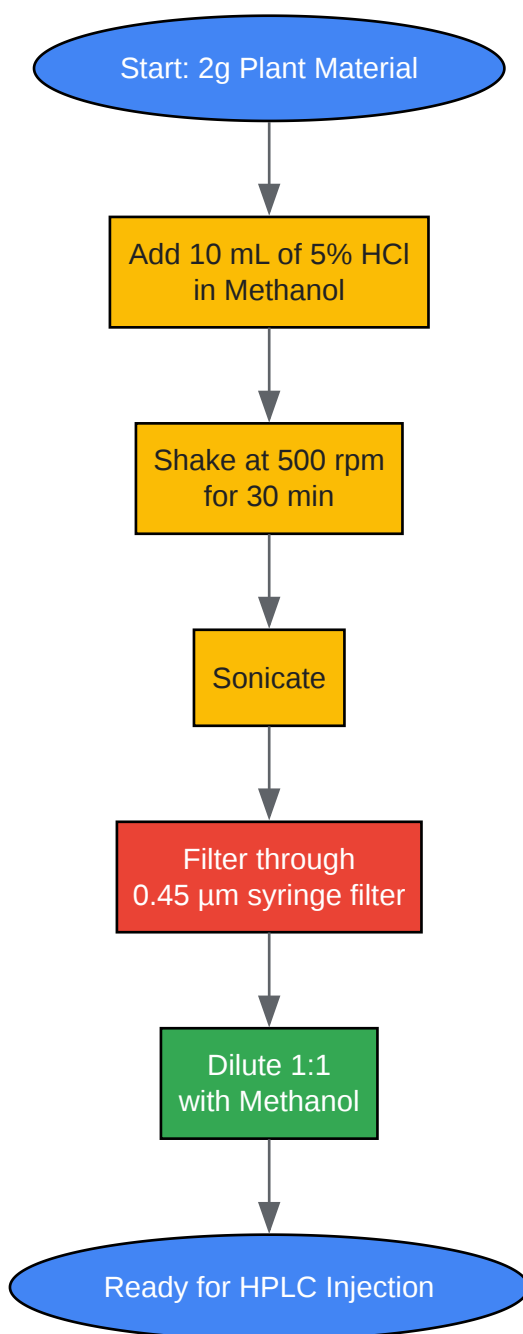 Start: 2g Plant Material
Add 10 mL of 5% HCl
in Methanol
Shake at 500 rpm
for 30 min
Sonicate
Filter through
0.45 µm syringe filter
Dilute 1:1
with Methanol
Ready for HPLC Injection